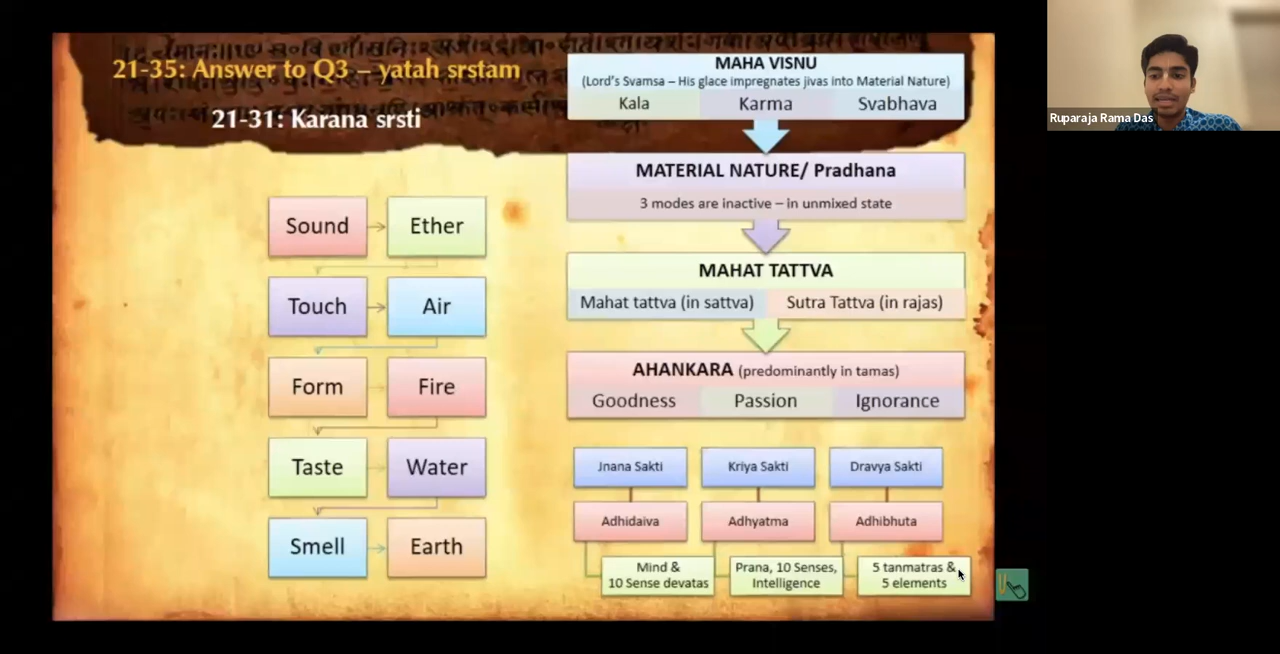 21-35: Answer to Q3 – yatah srstam
21-31: Karana srsti
Sound
Ether
Touch
Air
Form
Fire
Taste
Water
Smell
Earth
MAHA VISNU
(Lord's Svamsa – His glace impregnates jivas into Material Nature)
Kala
Karma
Svabhava
MATERIAL NATURE/ Pradhana
3 modes are inactive – in unmixed state
MAHAT TATTVA
Mahat tattva (in sattva)
Sutra Tattva (in rajas)
AHANKARA (predominantly in tamas)
Goodness
Passion
Ignorance
Jnana Sakti
Kriya Sakti
Dravya Sakti
Adhidaiva
Adhyatma
Adhibhuta
Mind &
10 Sense devatas
Prana, 10 Senses,
Intelligence
5 tanmatras &
5 elements
Ruparaja Rama Das